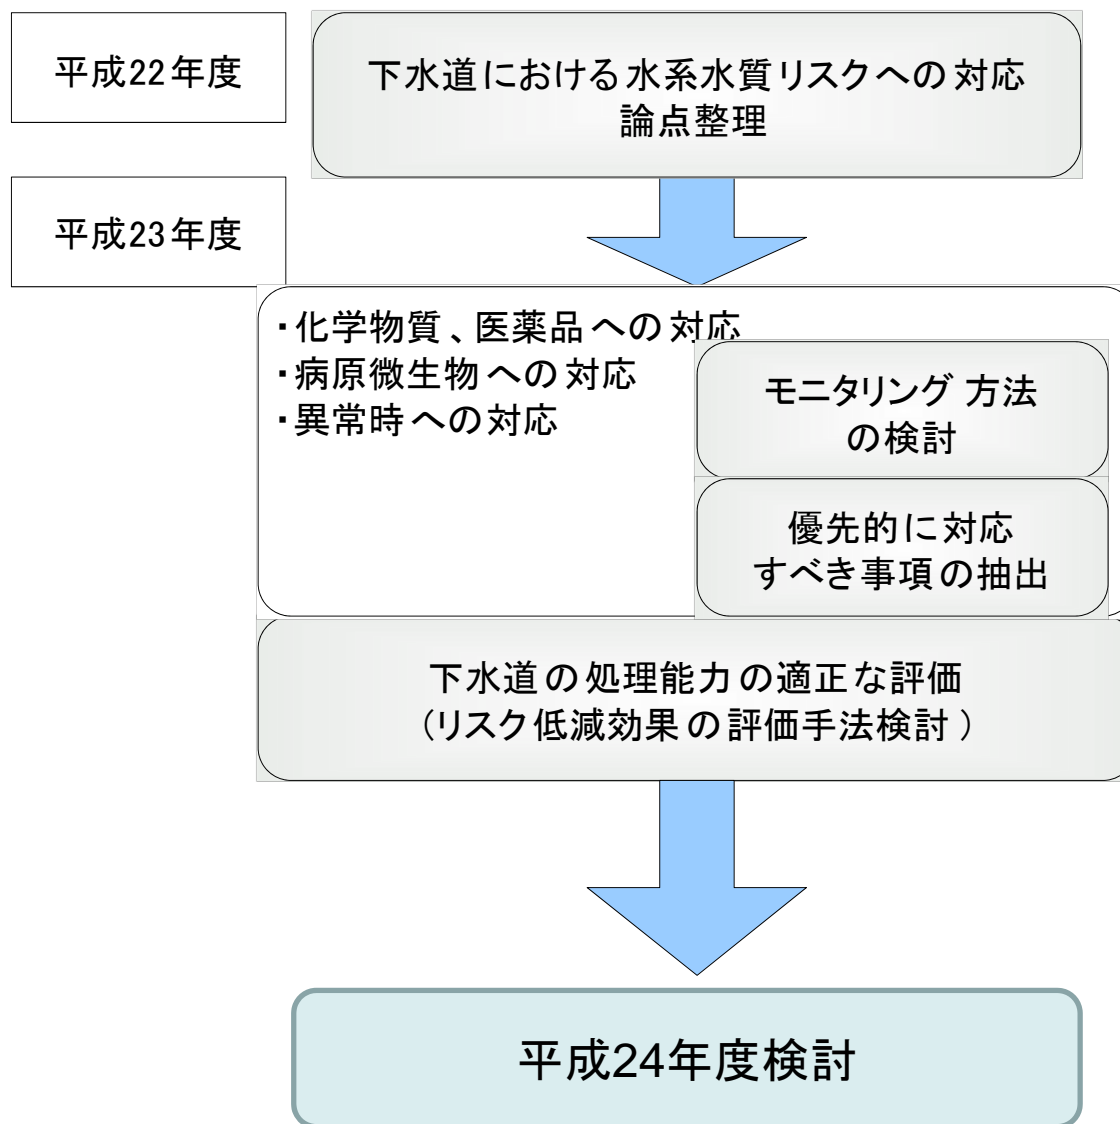 平成22年度
下水道における水系水質リスクへの対応
論点整理
平成23年度
・化学物質、医薬品への対応
・病原微生物への対応
・異常時への対応
モニタリング方法
の検討
優先的に対応
すべき事項の抽出
下水道の処理能力の適正な評価
（リスク低減効果の評価手法検討）
平成24年度検討